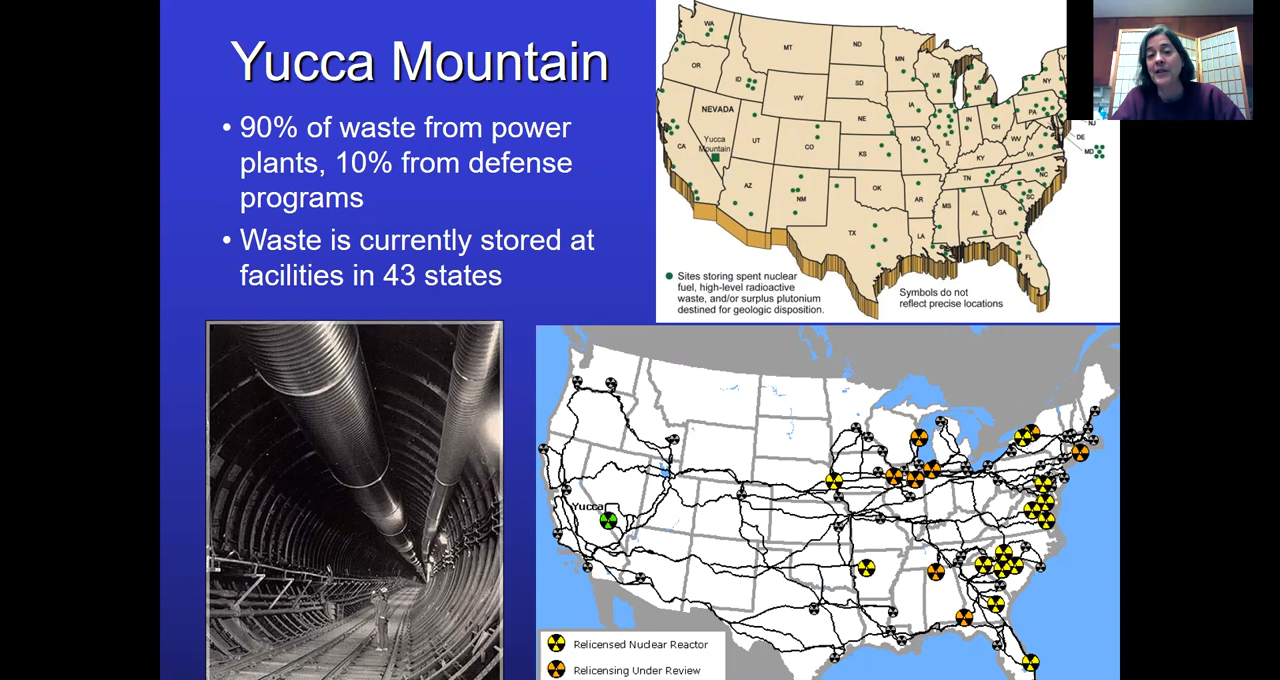 Yucca Mountain
• 90% of waste from power
plants, 10% from defense
programs
• Waste is currently stored at
facilities in 43 states
WA
MT
ND
MN
OR
ID
SD
WI
MI
NY
WY
IA
NEVADA
NE
PA
IN
OH
NJ
Yucca
Mountain
UT
CO
IL
WV
DE
CA
KS
MO
KY
VA
MD
TN
NC
AZ
NM
OK
AR
SC
MS
AL
GA
TX
LA
FL
Sites storing spent nuclear
fuel, high-level radioactive
waste, and/or surplus plutonium
destined for geologic disposition.
Symbols do not
reflect precise locations
Yucca
Relicensed Nuclear Reactor
Relicensing Under Review